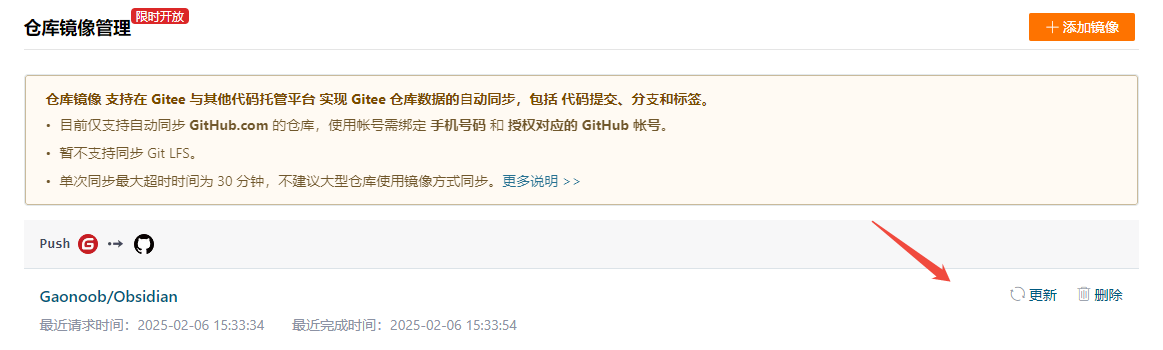 仓库镜像管理 限时开放
+ 添加镜像
仓库镜像 支持在 Gitee 与其他代码托管平台 实现 Gitee 仓库数据的自动同步，包括 代码提交、分支和标签。
• 目前仅支持自动同步 GitHub.com 的仓库，使用帐号需绑定 手机号码 和 授权对应的 GitHub 帐号。
• 暂不支持同步 Git LFS。
• 单次同步最大超时时间为 30 分钟，不建议大型仓库使用镜像方式同步。更多说明 >>
Push G
Gaonoob/Obsidian
更新 删除
最近请求时间：2025-02-06 15:33:34 最近完成时间：2025-02-06 15:33:54